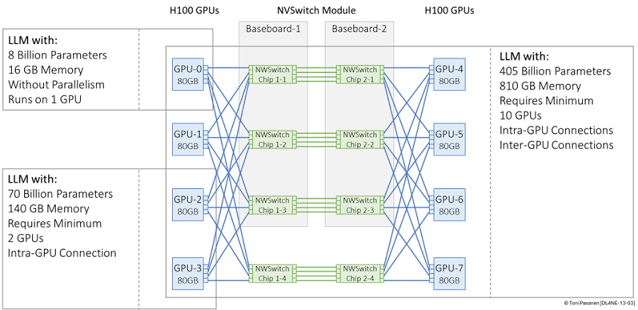 H100 GPUs
NVSwitch Module
H100 GPUs
Baseboard-1
Baseboard-2
LLM with:
8 Billion Parameters
16 GB Memory
Without Parallelism
Runs on 1 GPU
LLM with:
70 Billion Parameters
140 GB Memory
Requires Minimum
2 GPUs
Intra-GPU Connection
GPU-0
80GB
GPU-1
80GB
GPU-2
80GB
GPU-3
80GB
NWSwitch
Chip 1-1
NWSwitch
Chip 2-1
NWSwitch
Chip 1-2
NWSwitch
Chip 2-2
NWSwitch
Chip 1-3
NWSwitch
Chip 2-3
NWSwitch
Chip 1-4
NWSwitch
Chip 2-4
GPU-4
80GB
GPU-5
80GB
GPU-6
80GB
GPU-7
80GB
LLM with:
405 Billion Parameters
810 GB Memory
Requires Minimum
10 GPUs
Intra-GPU Connections
Inter-GPU Connections
© Toni Pasanen [DL4NE-13-03]